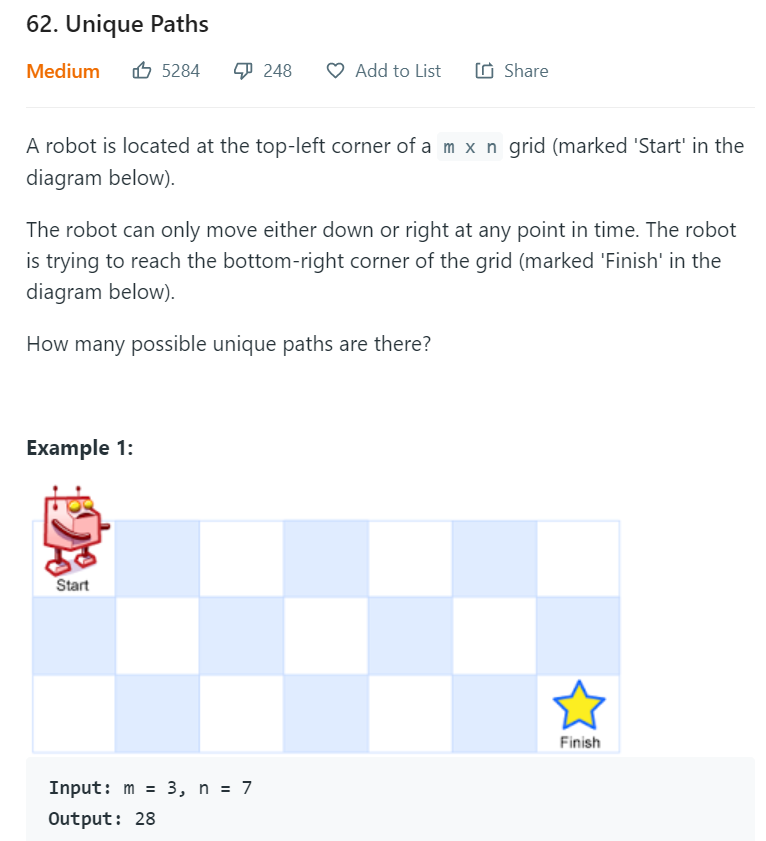 62. Unique Paths
Medium 5284 248 Add to List Share
A robot is located at the top-left corner of a m x n grid (marked 'Start' in the
diagram below).
The robot can only move either down or right at any point in time. The robot
is trying to reach the bottom-right corner of the grid (marked 'Finish' in the
diagram below).
How many possible unique paths are there?
Example 1:
Start
Finish
Input: m = 3, n = 7
Output: 28